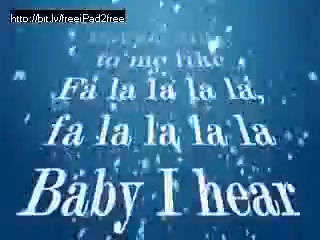 http://bit.ly/freeiPad2free
to me like
Fa la la la la,
fa la la la la
Baby I hear